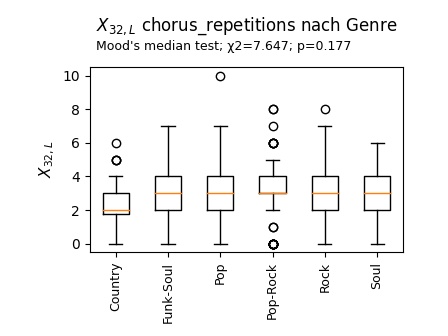 X32, L chorus_repetitions nach Genre
Mood's median test; χ2=7.647; p=0.177
X32, L
10
8
6
4
2
0
Country
Funk-Soul
Pop
Pop-Rock
Rock
Soul